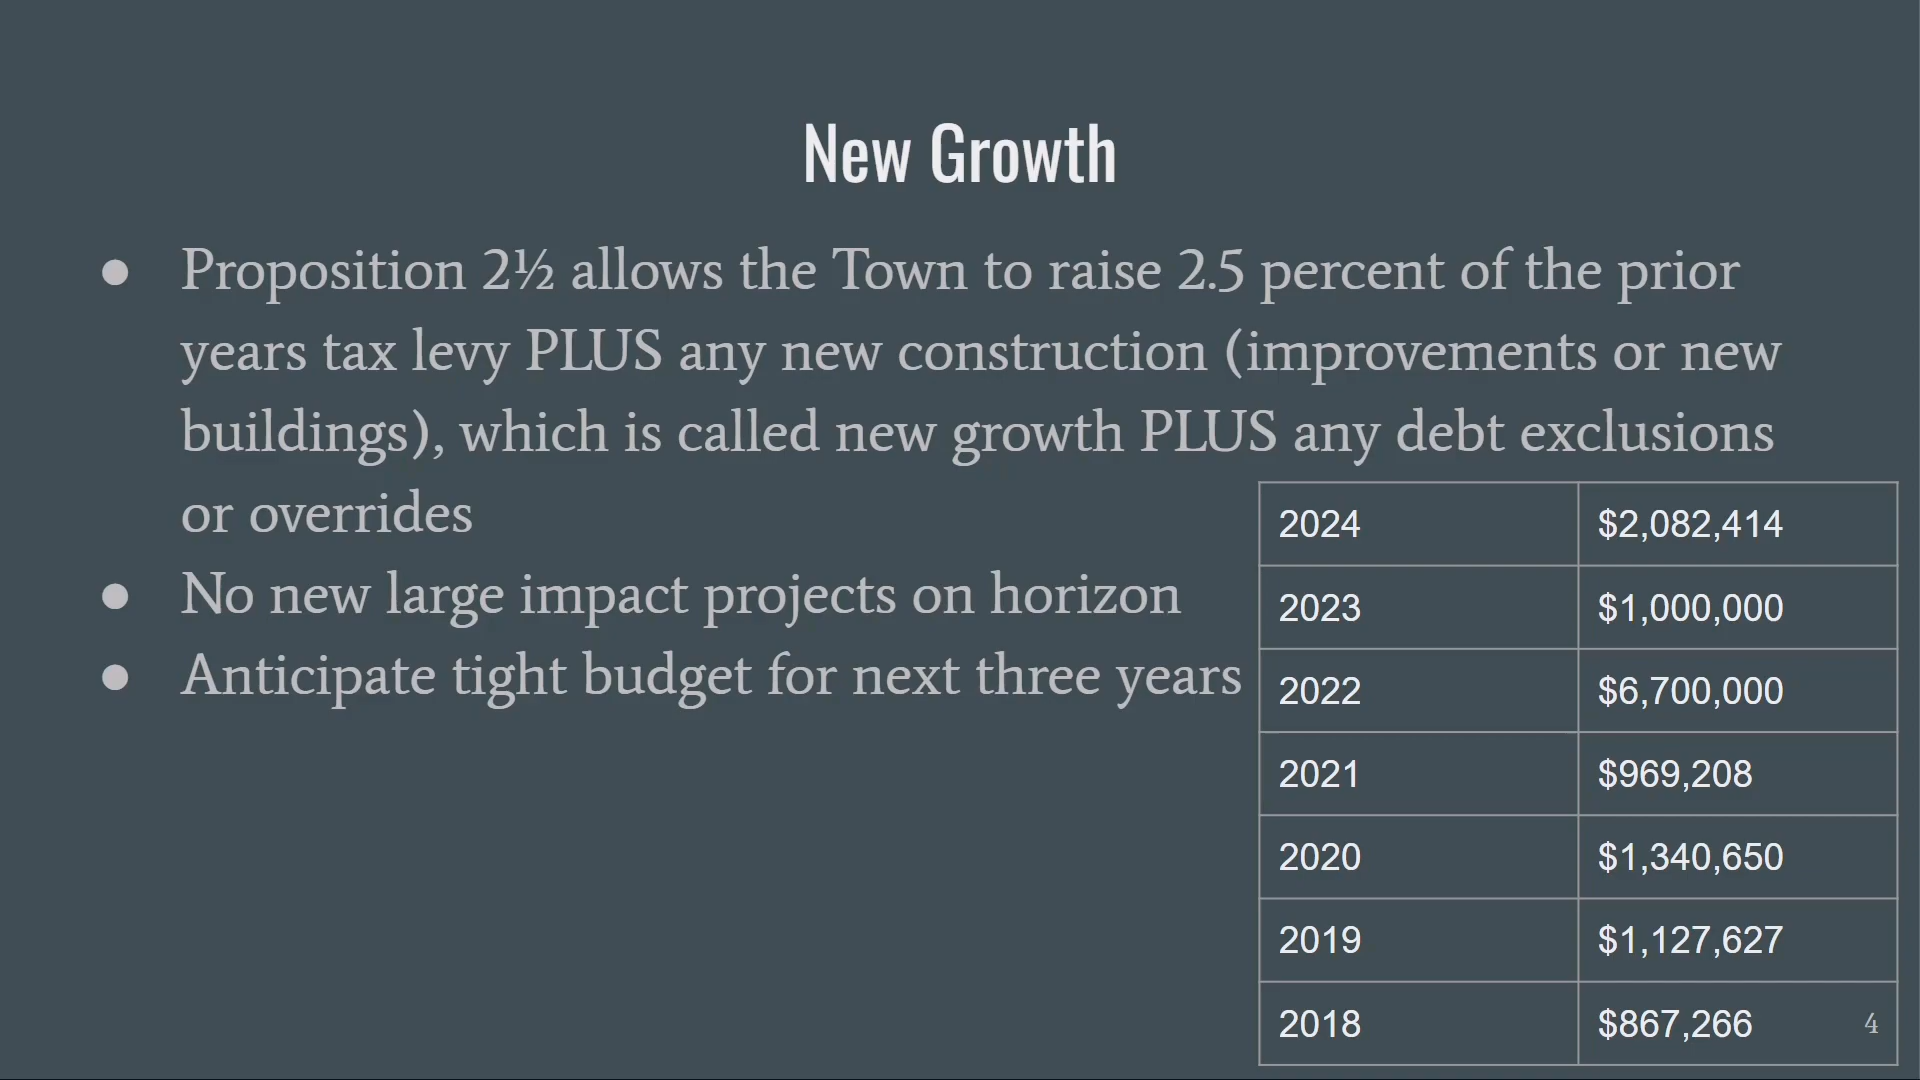 New Growth
● Proposition 2½ allows the Town to raise 2.5 percent of the prior
years tax levy PLUS any new construction (improvements or new
buildings), which is called new growth PLUS any debt exclusions
or overrides
● No new large impact projects on horizon
● Anticipate tight budget for next three years
2024 $2,082,414
2023 $1,000,000
2022 $6,700,000
2021 $969,208
2020 $1,340,650
2019 $1,127,627
2018 $867,266
4